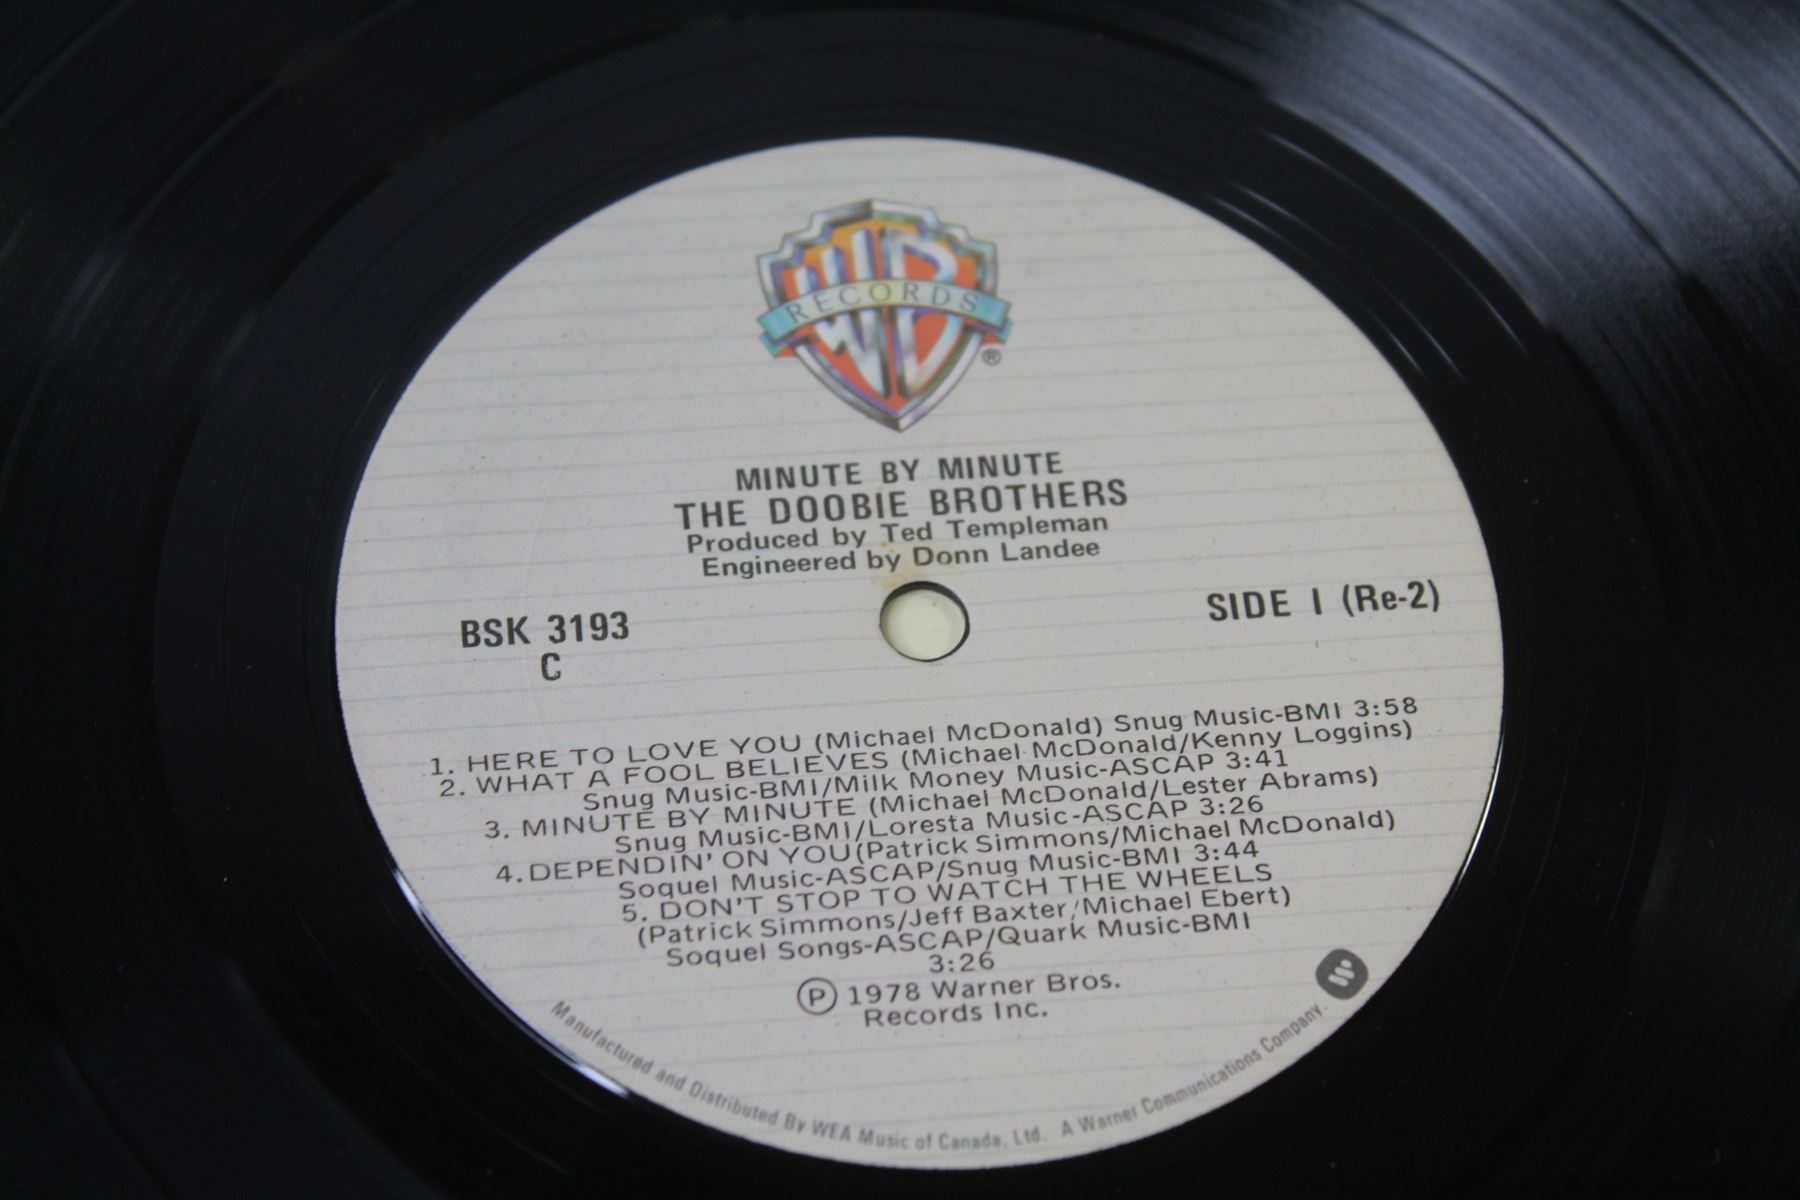 RECORDS
®
MINUTE BY MINUTE
THE DOOBIE BROTHERS
Produced by Ted Templeman
Engineered by Donn Landee
BSK 3193
C
SIDE 1 (Re-2)
1. HERE TO LOVE YOU (Michael McDonald) Snug Music-BMI 3:58
2. WHAT A FOOL BELIEVES (Michael McDonald/Kenny Loggins)
Snug Music-BMI/Milk Money Music-ASCAP 3:41
3. MINUTE BY MINUTE (Michael McDonald/Lester Abrams)
Snug Music-BMI/Loresta Music-ASCAP 3:26
4. DEPENDIN' ON YOU(Patrick Simmons/Michael McDonald)
Soquel Music-ASCAP/Snug Music-BMI 3:44
5. DON'T STOP TO WATCH THE WHEELS
(Patrick Simmons/Jeff Baxter/Michael Ebert)
Soquel Songs-ASCAP/Quark Music-BMI
3:26
℗ 1978 Warner Bros.
Records Inc.
Manufactured and Distributed By WEA Music of Canada, Ltd. A Warner Communications Company.